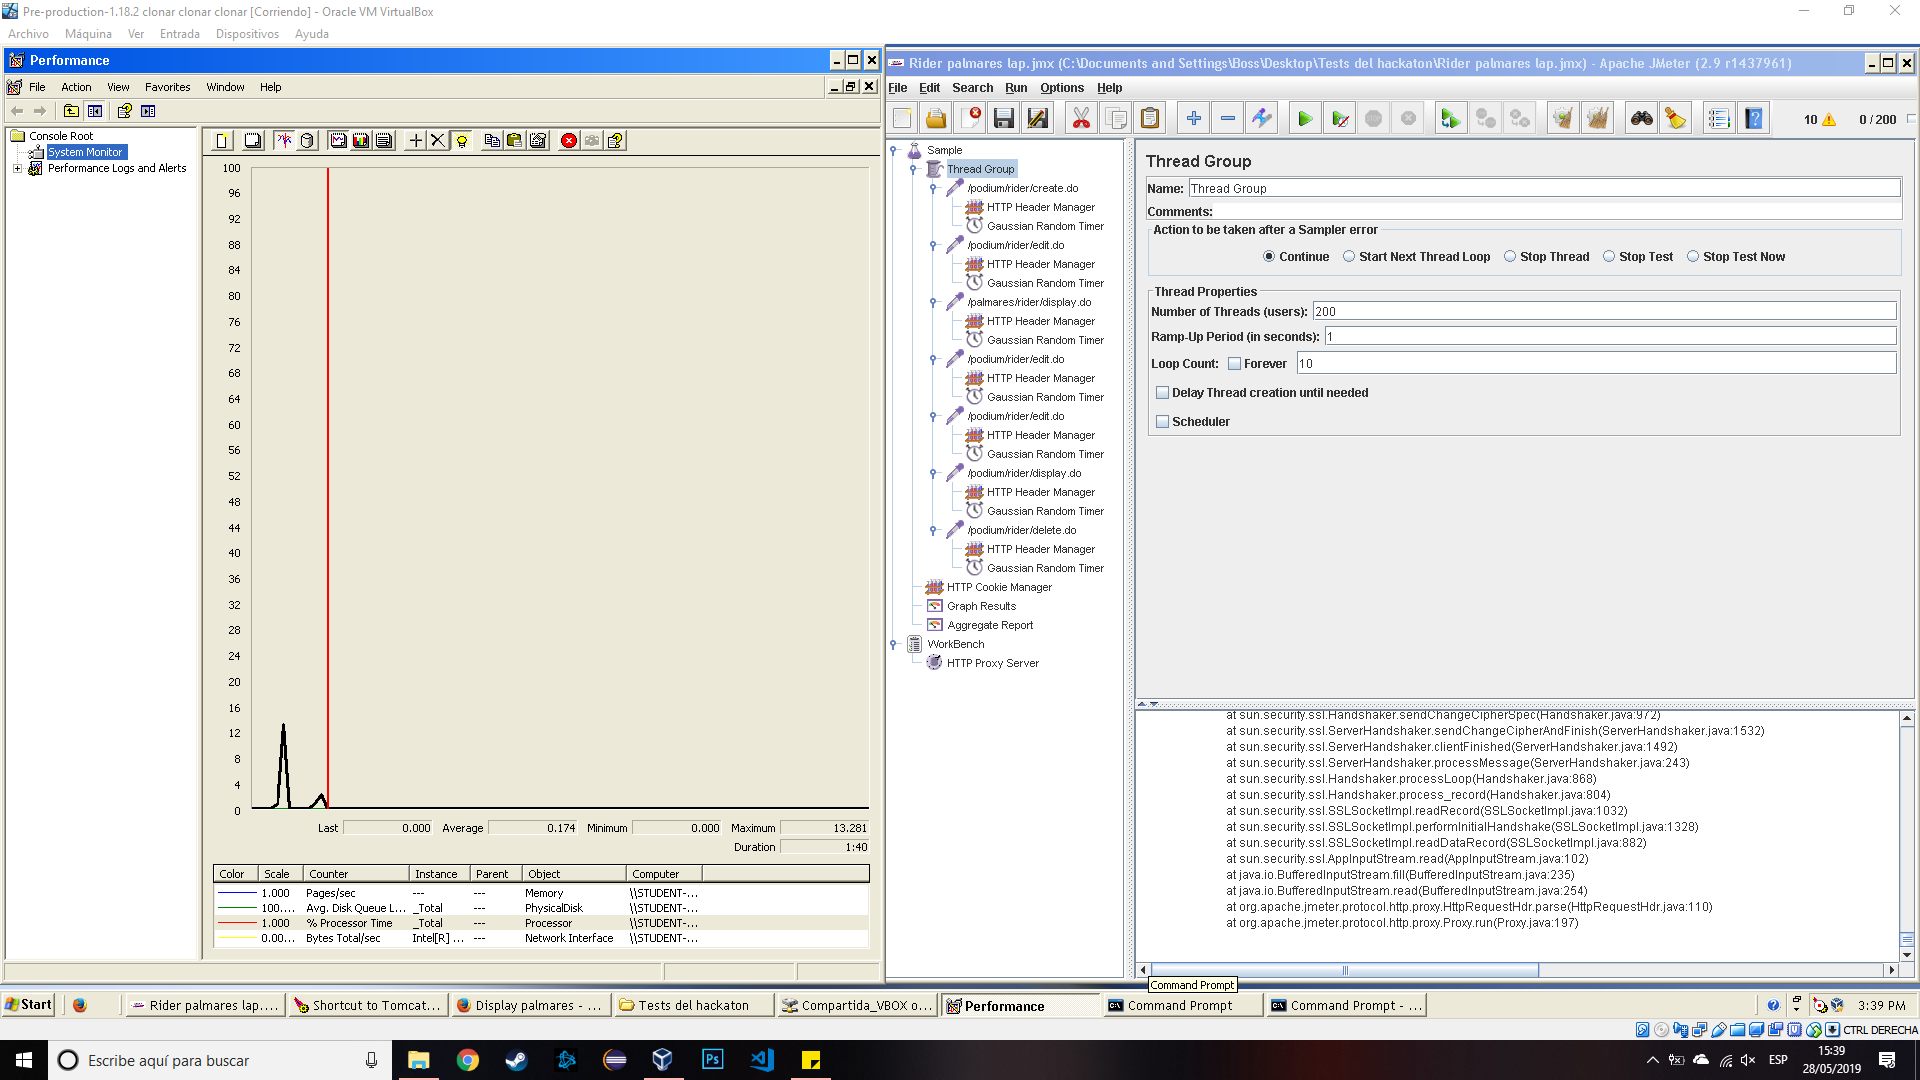 Pre-production-1.18.2 clonar clonar clonar [Corriendo] - Oracle VM VirtualBox
Archivo Máquina Ver Entrada Dispositivos Ayuda
Performance
File Action View Favorites Window Help
Console Root
System Monitor
Performance Logs and Alerts
100
96
92
88
84
80
76
72
68
64
60
56
52
48
44
40
36
32
28
24
20
16
12
8
4
0
Last 0.000 Average 0.174 Minimum 0.000 Maximum 13.281
Duration 1:40
Color Scale Counter Instance Parent Object Computer
1.000 Pages/sec --- --- Memory \\STUDENT-...
100.... Avg. Disk Queue L... _Total --- PhysicalDisk \\STUDENT-...
1.000 % Processor Time _Total --- Processor \\STUDENT-...
0.00... Bytes Total/sec Intel[R] ... --- Network Interface \\STUDENT-...
Rider palmares lap.jmx (C:\Documents and Settings\Boss\Desktop\Tests del hackaton\Rider palmares lap.jmx) - Apache JMeter (2.9 r1437961)
File Edit Search Run Options Help
10 0 / 200
Sample
Thread Group
/podium/rider/create.do
HTTP Header Manager
Gaussian Random Timer
/podium/rider/edit.do
HTTP Header Manager
Gaussian Random Timer
/palmares/rider/display.do
HTTP Header Manager
Gaussian Random Timer
/podium/rider/edit.do
HTTP Header Manager
Gaussian Random Timer
/podium/rider/edit.do
HTTP Header Manager
Gaussian Random Timer
/podium/rider/display.do
HTTP Header Manager
Gaussian Random Timer
/podium/rider/delete.do
HTTP Header Manager
Gaussian Random Timer
HTTP Cookie Manager
Graph Results
Aggregate Report
WorkBench
HTTP Proxy Server
Thread Group
Name: Thread Group
Comments:
Action to be taken after a Sampler error
Continue Start Next Thread Loop Stop Thread Stop Test Stop Test Now
Thread Properties
Number of Threads (users): 200
Ramp-Up Period (in seconds): 1
Loop Count: Forever 10
Delay Thread creation until needed
Scheduler
at sun.security.ssl.Handshaker.sendChangeCipherSpec(Handshaker.java:972)
at sun.security.ssl.ServerHandshaker.sendChangeCipherAndFinish(ServerHandshaker.java:1532)
at sun.security.ssl.ServerHandshaker.clientFinished(ServerHandshaker.java:1492)
at sun.security.ssl.ServerHandshaker.processMessage(ServerHandshaker.java:243)
at sun.security.ssl.Handshaker.processLoop(Handshaker.java:868)
at sun.security.ssl.Handshaker.process_record(Handshaker.java:804)
at sun.security.ssl.SSLSocketImpl.readRecord(SSLSocketImpl.java:1032)
at sun.security.ssl.SSLSocketImpl.performInitialHandshake(SSLSocketImpl.java:1328)
at sun.security.ssl.SSLSocketImpl.readDataRecord(SSLSocketImpl.java:882)
at sun.security.ssl.AppInputStream.read(AppInputStream.java:102)
at java.io.BufferedInputStream.fill(BufferedInputStream.java:235)
at java.io.BufferedInputStream.read(BufferedInputStream.java:254)
at org.apache.jmeter.protocol.http.proxy.HttpRequestHdr.parse(HttpRequestHdr.java:110)
at org.apache.jmeter.protocol.http.proxy.Proxy.run(Proxy.java:197)
Command Prompt
Start Rider palmares lap.... Shortcut to Tomcat... Display palmares - ... Tests del hackaton Compartida_VBOX o... Performance Command Prompt Command Prompt - ... 3:39 PM
CTRL DERECHA
Escribe aquí para buscar
Ps
ESP
15:39
28/05/2019